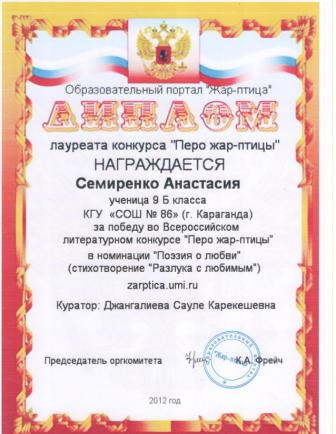 Образовательный портал "Жар-птица"
ДИПЛОМ
лауреата конкурса "Перо жар-птицы"
НАГРАЖДАЕТСЯ
Семиренко Анастасия
ученица 9 Б класса
КГУ «СОШ № 86» (г. Караганда)
за победу во Всероссийском
литературном конкурсе "Перо жар-птицы"
в номинации "Поэзия о любви"
(стихотворение "Разлука с любимым")
zarptica.umi.ru
Куратор: Джангалиева Сауле Карекешевна
Председатель оргкомитета К.А. Фрейч
"Жар-птица"
2012 год